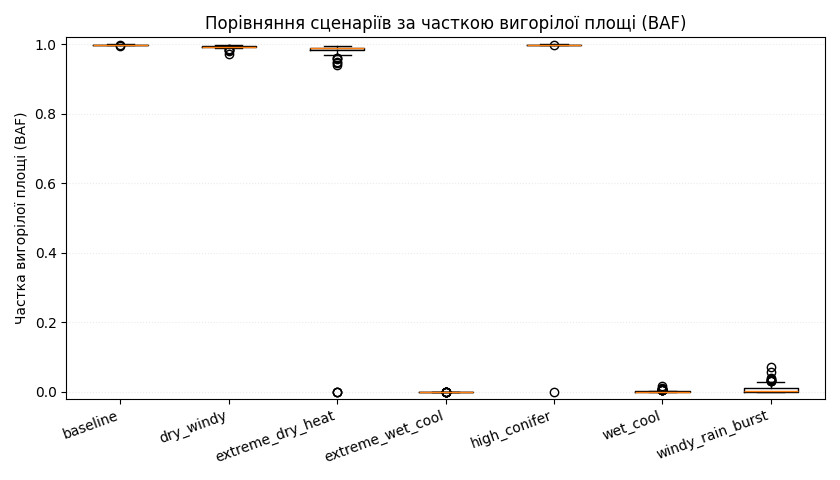 Порівняння сценаріїв за часткою вигорілої площі (BAF)
Частка вигорілої площі (BAF)
1.0
0.8
0.6
0.4
0.2
0.0
baseline
dry_windy
extreme_dry_heat
extreme_wet_cool
high_conifer
wet_cool
windy_rain_burst